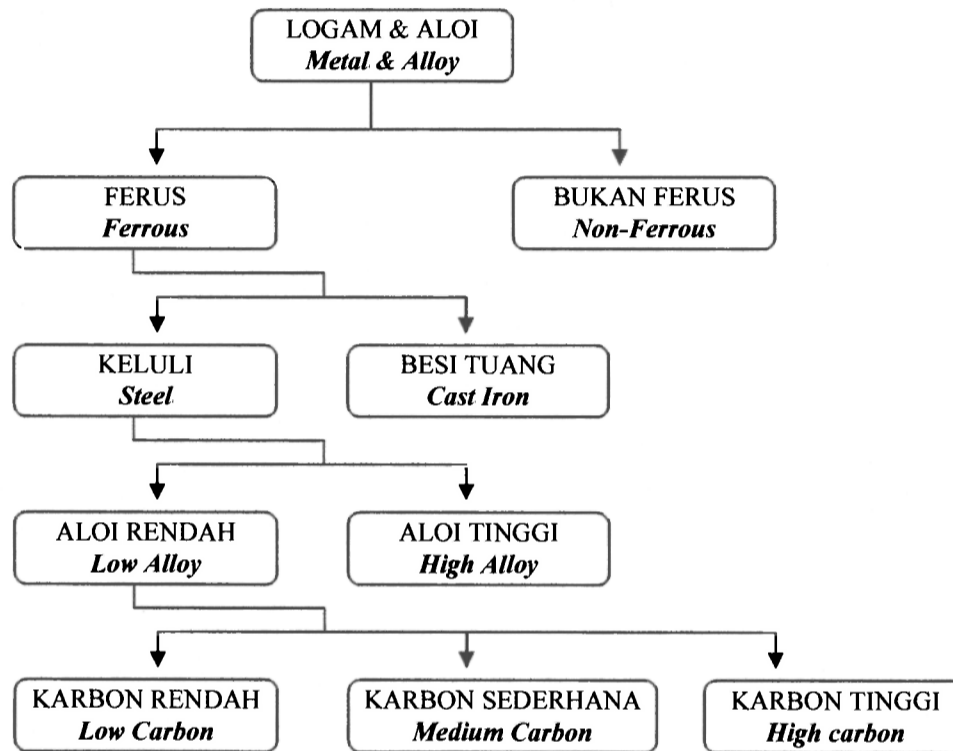 LOGAM & ALOI
Metal & Alloy
FERUS
Ferrous
BUKAN FERUS
Non-Ferrous
KELULI
Steel
BESI TUANG
Cast Iron
ALOI RENDAH
Low Alloy
ALOI TINGGI
High Alloy
KARBON RENDAH
Low Carbon
KARBON SEDERHANA
Medium Carbon
KARBON TINGGI
High carbon